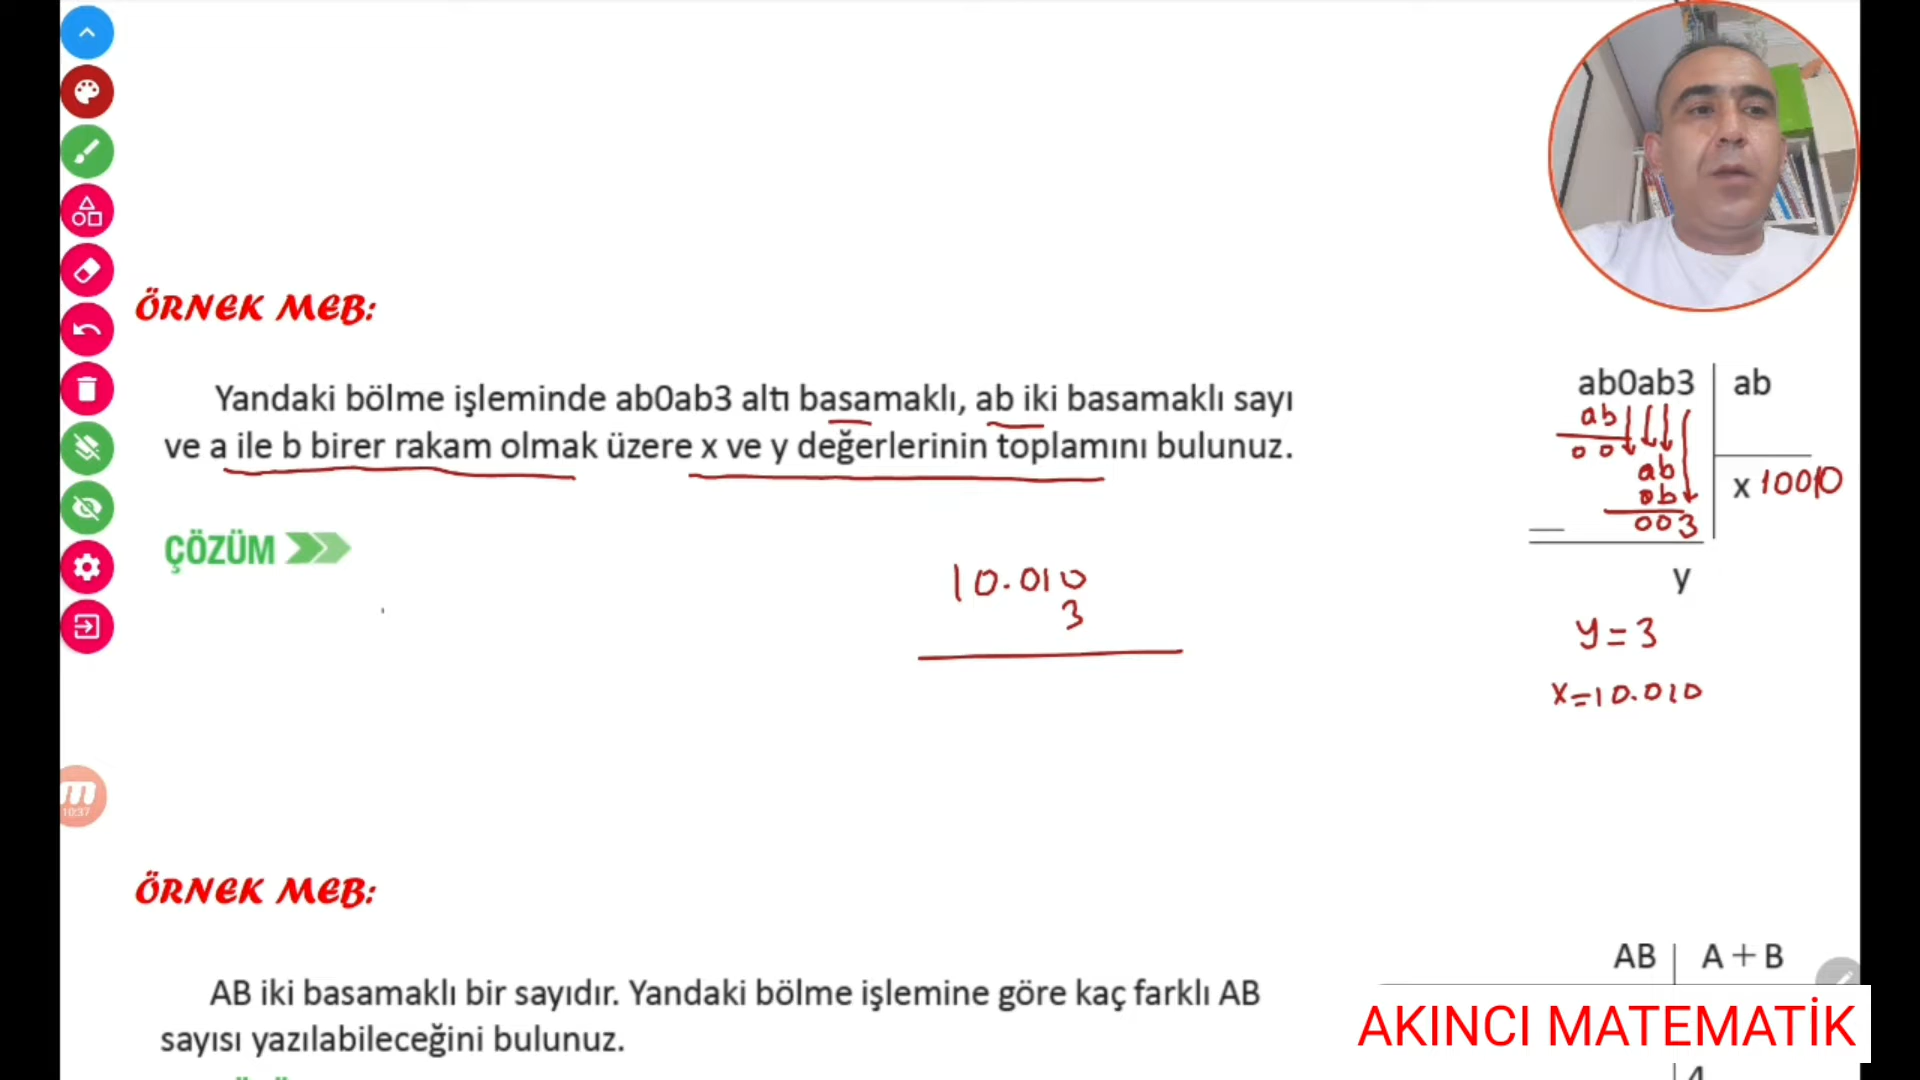 ÖRNEK MEB:
Yandaki bölme işleminde ab0ab3 altı basamaklı, ab iki basamaklı sayı
ve a ile b birer rakam olmak üzere x ve y değerlerinin toplamını bulunuz.
ab0ab3 ab
ab
00
ab
ab
003
x 10010
y
ÇÖZÜM
10.010
3
y=3
x=10.010
m
10:37
ÖRNEK MEB:
AB iki basamaklı bir sayıdır. Yandaki bölme işlemine göre kaç farklı AB
sayısı yazılabileceğini bulunuz.
AB A+B
AKINCI MATEMATİK